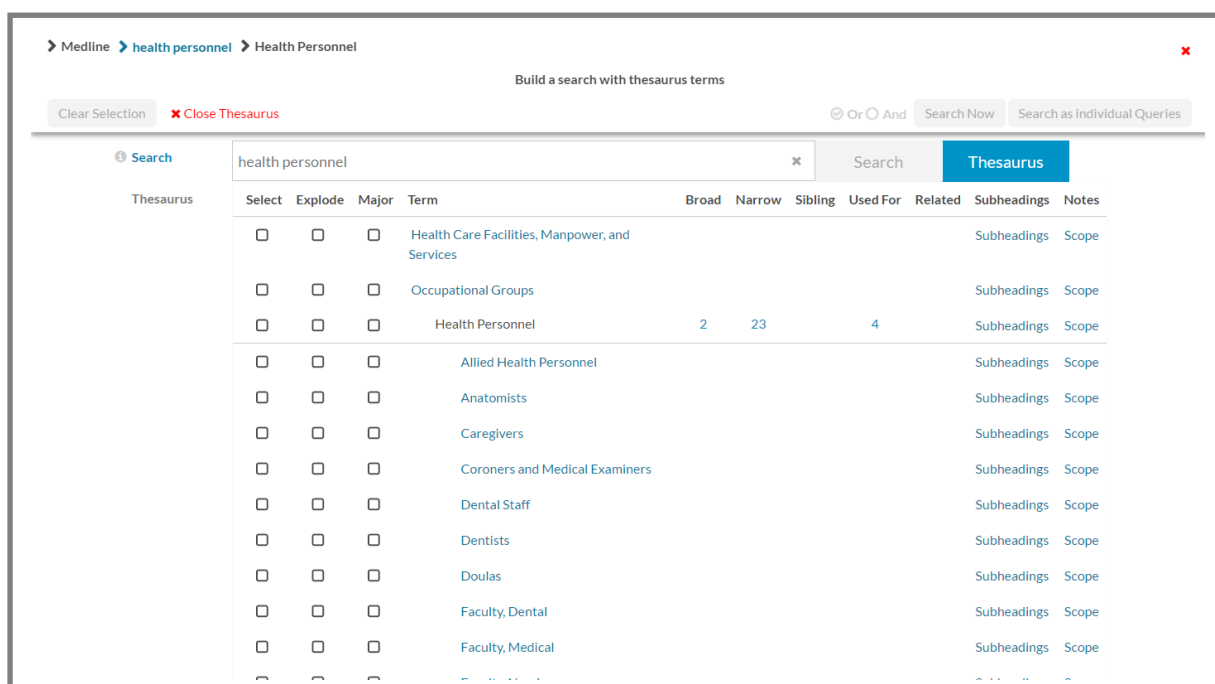 Medline health personnel Health Personnel
Build a search with thesaurus terms
Clear Selection Close Thesaurus Or And Search Now Search as individual Queries
Search health personnel Search Thesaurus
Thesaurus Select Explode Major Term Broad Narrow Sibling Used For Related Subheadings Notes
Health Care Facilities, Manpower, and Subheadings Scope
Services
Occupational Groups Subheadings Scope
Health Personnel 2 23 4 Subheadings Scope
Allied Health Personnel Subheadings Scope
Anatomists Subheadings Scope
Caregivers Subheadings Scope
Coroners and Medical Examiners Subheadings Scope
Dental Staff Subheadings Scope
Dentists Subheadings Scope
Doulas Subheadings Scope
Faculty, Dental Subheadings Scope
Faculty, Medical Subheadings Scope